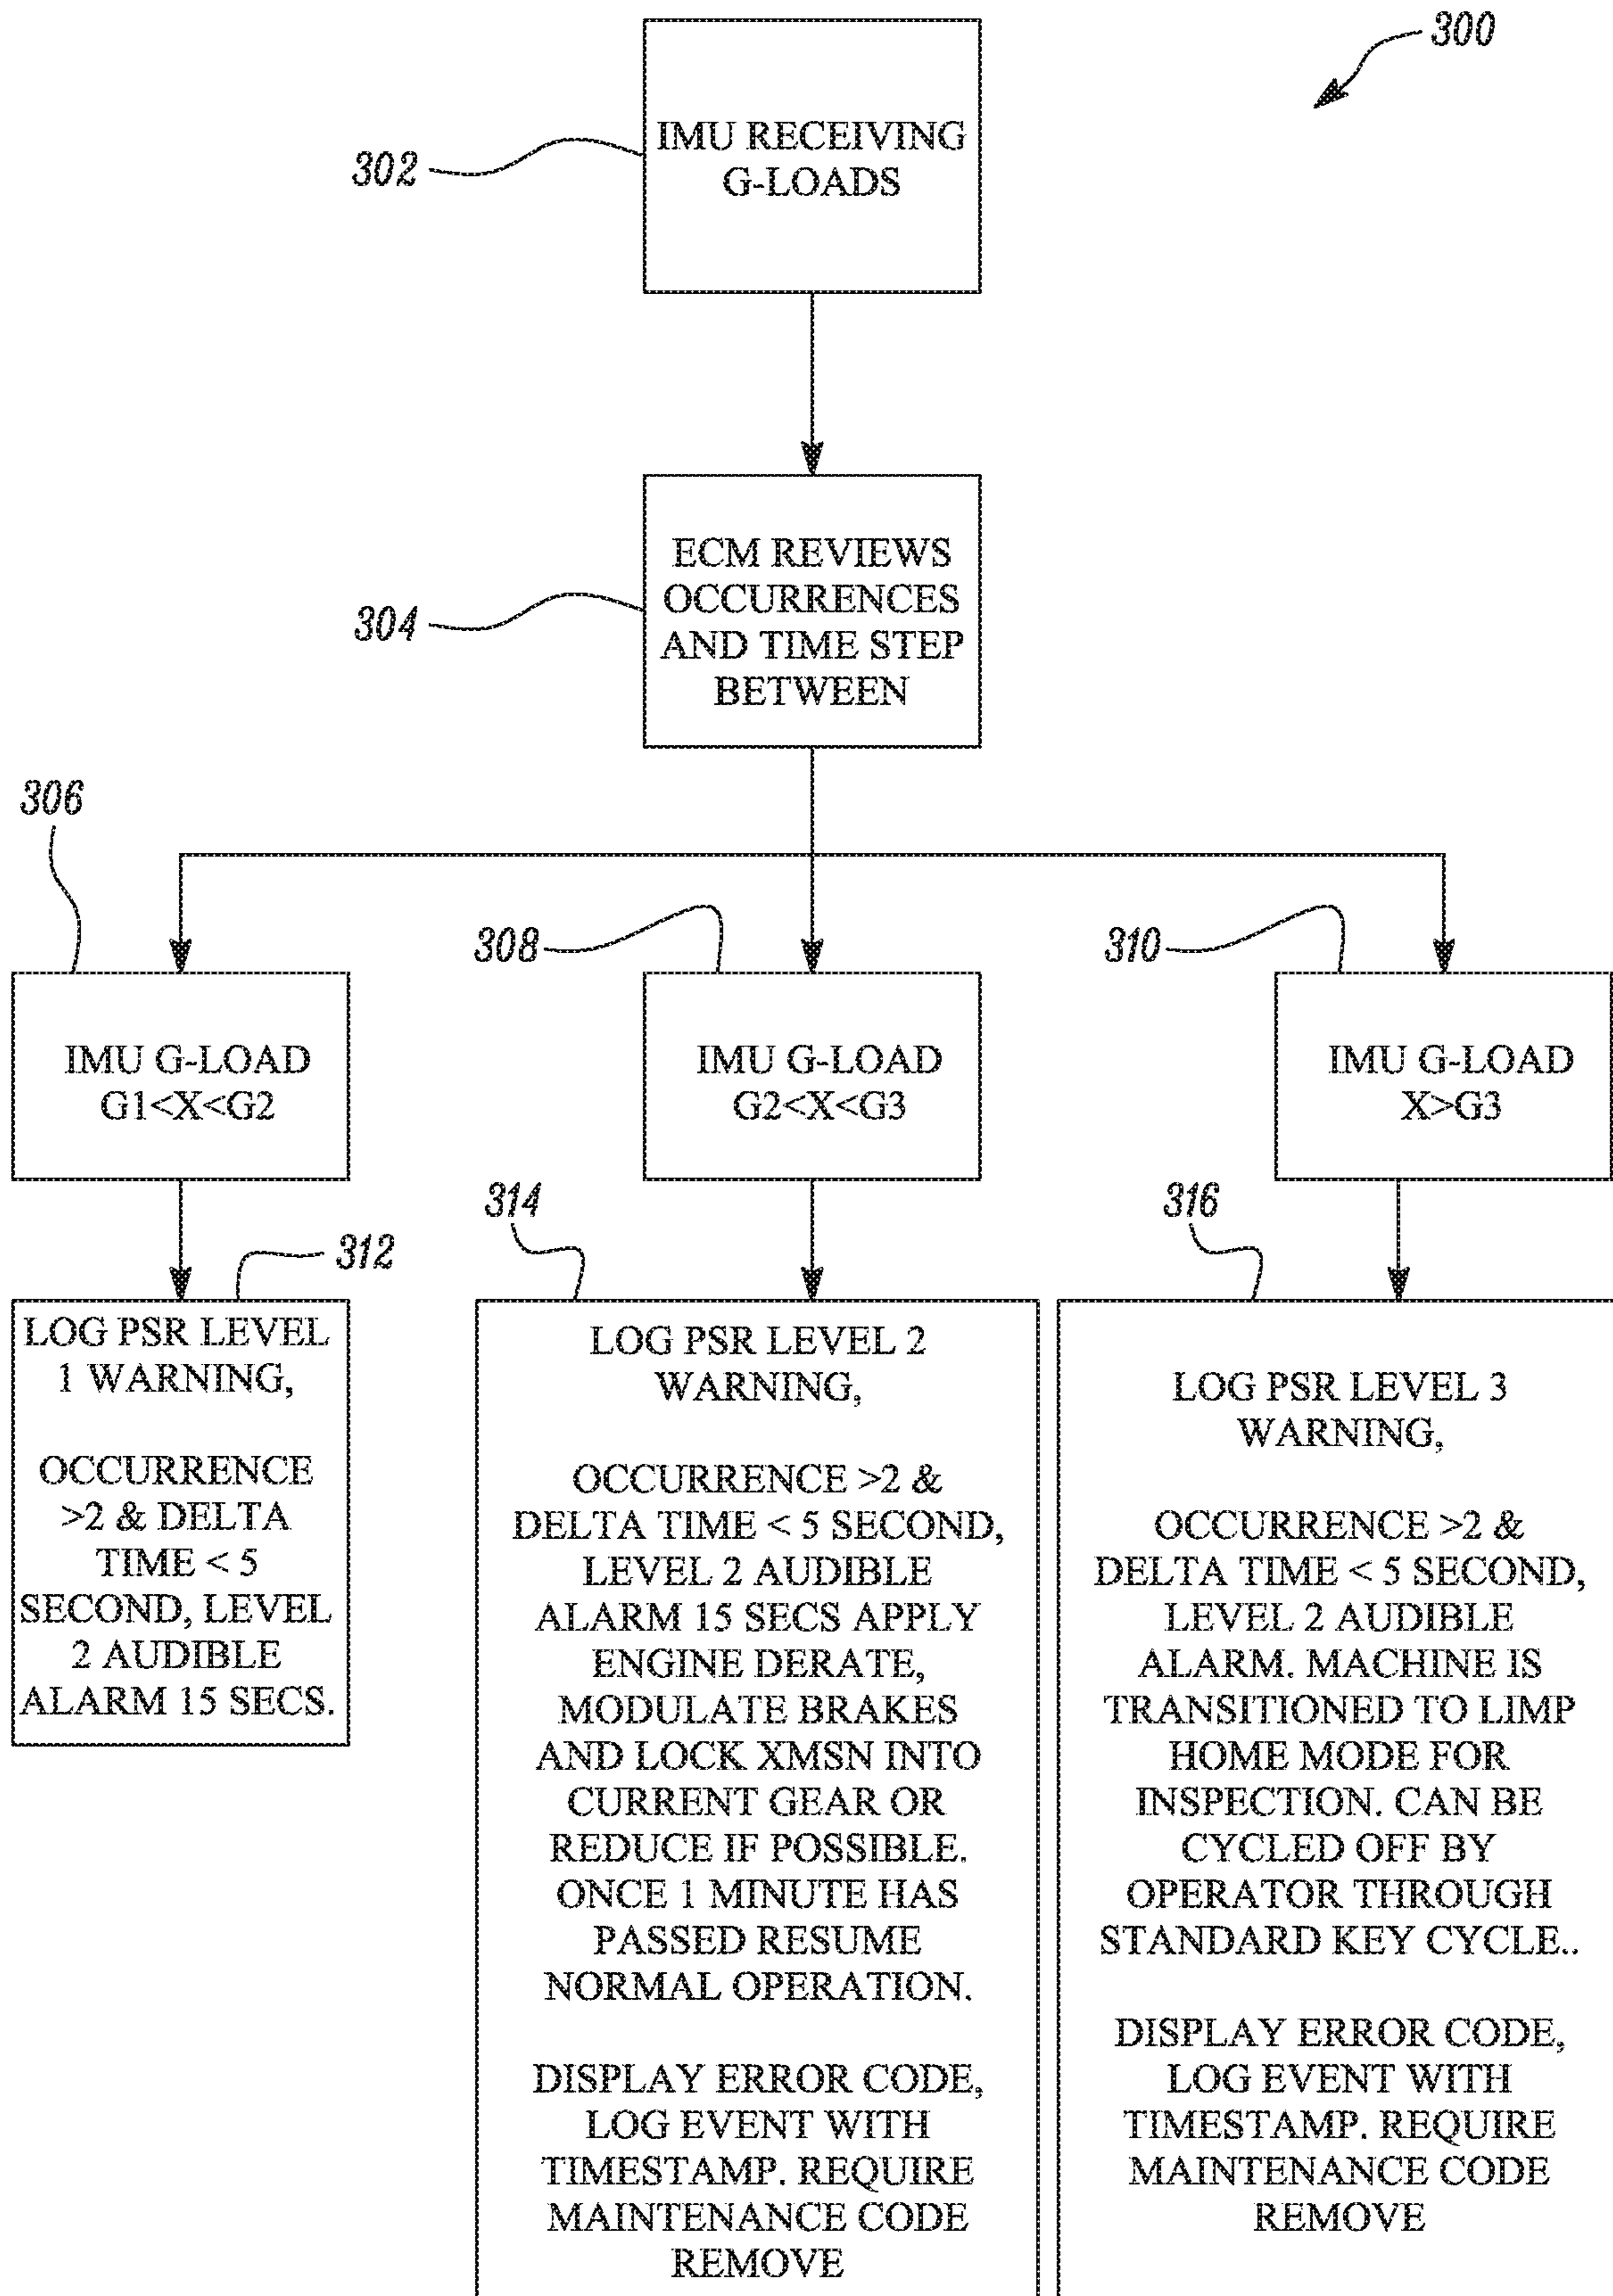 300
302
IMU RECEIVING
G-LOADS
304
ECM REVIEWS
OCCURRENCES
AND TIME STEP
BETWEEN
306
308
310
IMU G-LOAD
G1<X<G2
IMU G-LOAD
G2<X<G3
IMU G-LOAD
X>G3
312
314
316
LOG PSR LEVEL
1 WARNING,
OCCURRENCE
>2 & DELTA
TIME < 5
SECOND, LEVEL
2 AUDIBLE
ALARM 15 SECS.
LOG PSR LEVEL 2
WARNING,
OCCURRENCE >2 &
DELTA TIME < 5 SECOND,
LEVEL 2 AUDIBLE
ALARM 15 SECS APPLY
ENGINE DERATE,
MODULATE BRAKES
AND LOCK XMSN INTO
CURRENT GEAR OR
REDUCE IF POSSIBLE.
ONCE 1 MINUTE HAS
PASSED RESUME
NORMAL OPERATION.
DISPLAY ERROR CODE,
LOG EVENT WITH
TIMESTAMP. REQUIRE
MAINTENANCE CODE
REMOVE
LOG PSR LEVEL 3
WARNING,
OCCURRENCE >2 &
DELTA TIME < 5 SECOND,
LEVEL 2 AUDIBLE
ALARM. MACHINE IS
TRANSITIONED TO LIMP
HOME MODE FOR
INSPECTION. CAN BE
CYCLED OFF BY
OPERATOR THROUGH
STANDARD KEY CYCLE..
DISPLAY ERROR CODE,
LOG EVENT WITH
TIMESTAMP. REQUIRE
MAINTENANCE CODE
REMOVE